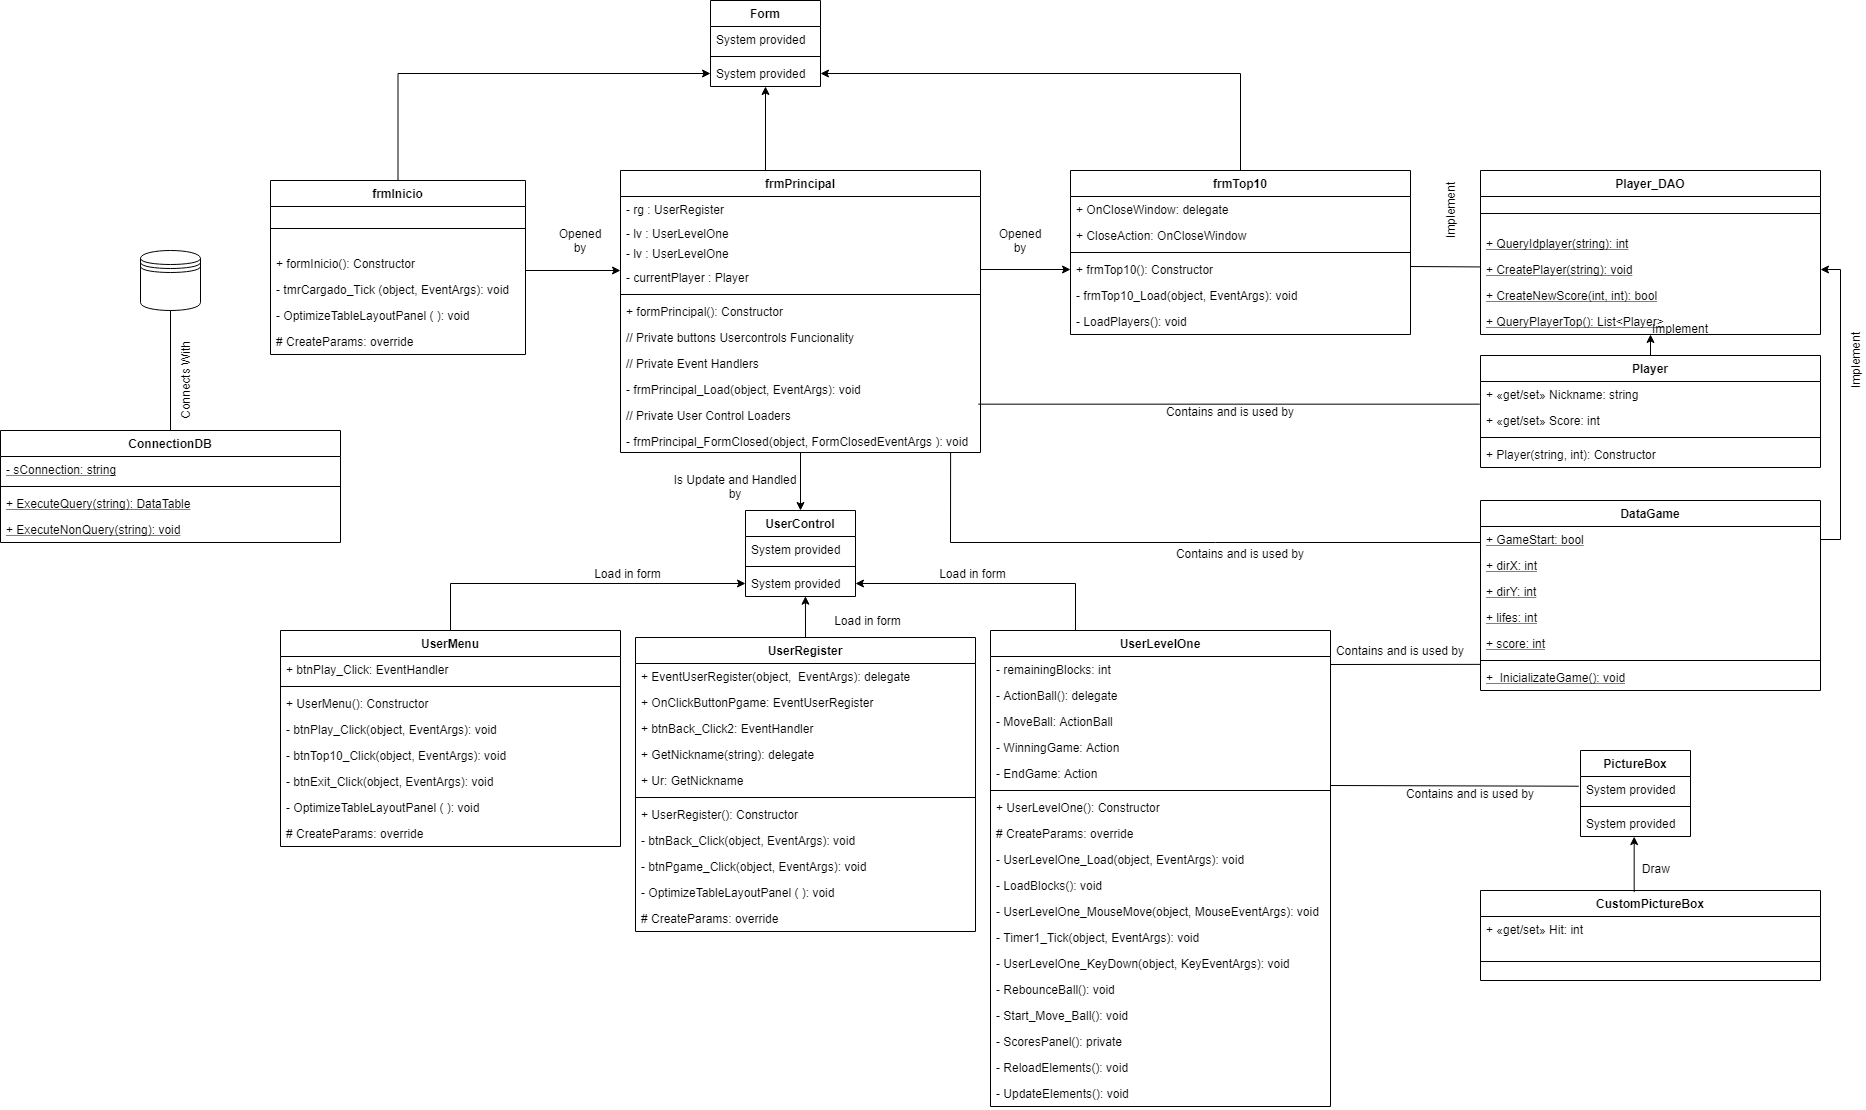 Form
System provided
System provided
frmInicio
+ formInicio(): Constructor
- tmrCargado_Tick (object, EventArgs): void
- OptimizeTableLayoutPanel ( ): void
# CreateParams: override
Opened
by
frmPrincipal
- rg : UserRegister
- lv : UserLevelOne
- lv : UserLevelOne
- currentPlayer : Player
+ formPrincipal(): Constructor
// Private buttons Usercontrols Funcionality
// Private Event Handlers
- frmPrincipal_Load(object, EventArgs): void
// Private User Control Loaders
- frmPrincipal_FormClosed(object, FormClosedEventArgs ): void
Opened
by
frmTop10
+ OnCloseWindow: delegate
+ CloseAction: OnCloseWindow
+ frmTop10(): Constructor
- frmTop10_Load(object, EventArgs): void
- LoadPlayers(): void
Implement
Player_DAO
+ QueryIdplayer(string): int
+ CreatePlayer(string): void
+ CreateNewScore(int, int): bool
+ QueryPlayerTop(): List<Player>
Implement
Implement
Player
+ «get/set» Nickname: string
+ «get/set» Score: int
+ Player(string, int): Constructor
Contains and is used by
Connects With
ConnectionDB
- sConnection: string
+ ExecuteQuery(string): DataTable
+ ExecuteNonQuery(string): void
Is Update and Handled
by
UserControl
System provided
System provided
Contains and is used by
DataGame
+ GameStart: bool
+ dirX: int
+ dirY: int
+ lifes: int
+ score: int
+  InicializateGame(): void
Load in form
Load in form
Load in form
UserMenu
+ btnPlay_Click: EventHandler
+ UserMenu(): Constructor
- btnPlay_Click(object, EventArgs): void
- btnTop10_Click(object, EventArgs): void
- btnExit_Click(object, EventArgs): void
- OptimizeTableLayoutPanel ( ): void
# CreateParams: override
UserRegister
+ EventUserRegister(object,  EventArgs): delegate
+ OnClickButtonPgame: EventUserRegister
+ btnBack_Click2: EventHandler
+ GetNickname(string): delegate
+ Ur: GetNickname
+ UserRegister(): Constructor
- btnBack_Click(object, EventArgs): void
- btnPgame_Click(object, EventArgs): void
- OptimizeTableLayoutPanel ( ): void
# CreateParams: override
UserLevelOne
- remainingBlocks: int
- ActionBall(): delegate
- MoveBall: ActionBall
- WinningGame: Action
- EndGame: Action
+ UserLevelOne(): Constructor
# CreateParams: override
- UserLevelOne_Load(object, EventArgs): void
- LoadBlocks(): void
- UserLevelOne_MouseMove(object, MouseEventArgs): void
- Timer1_Tick(object, EventArgs): void
- UserLevelOne_KeyDown(object, KeyEventArgs): void
- RebounceBall(): void
- Start_Move_Ball(): void
- ScoresPanel(): private
- ReloadElements(): void
- UpdateElements(): void
Contains and is used by
Contains and is used by
PictureBox
System provided
System provided
Draw
CustomPictureBox
+ «get/set» Hit: int